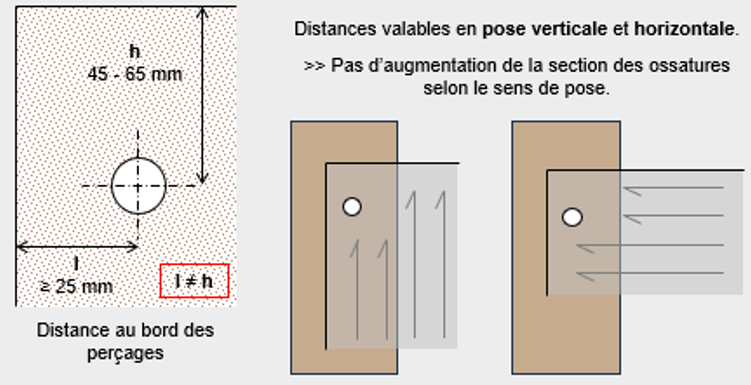 h
45 - 65 mm
l
≥ 25 mm
l ≠ h
Distance au bord des
perçages
Distances valables en pose verticale et horizontale.
>> Pas d'augmentation de la section des ossatures
selon le sens de pose.